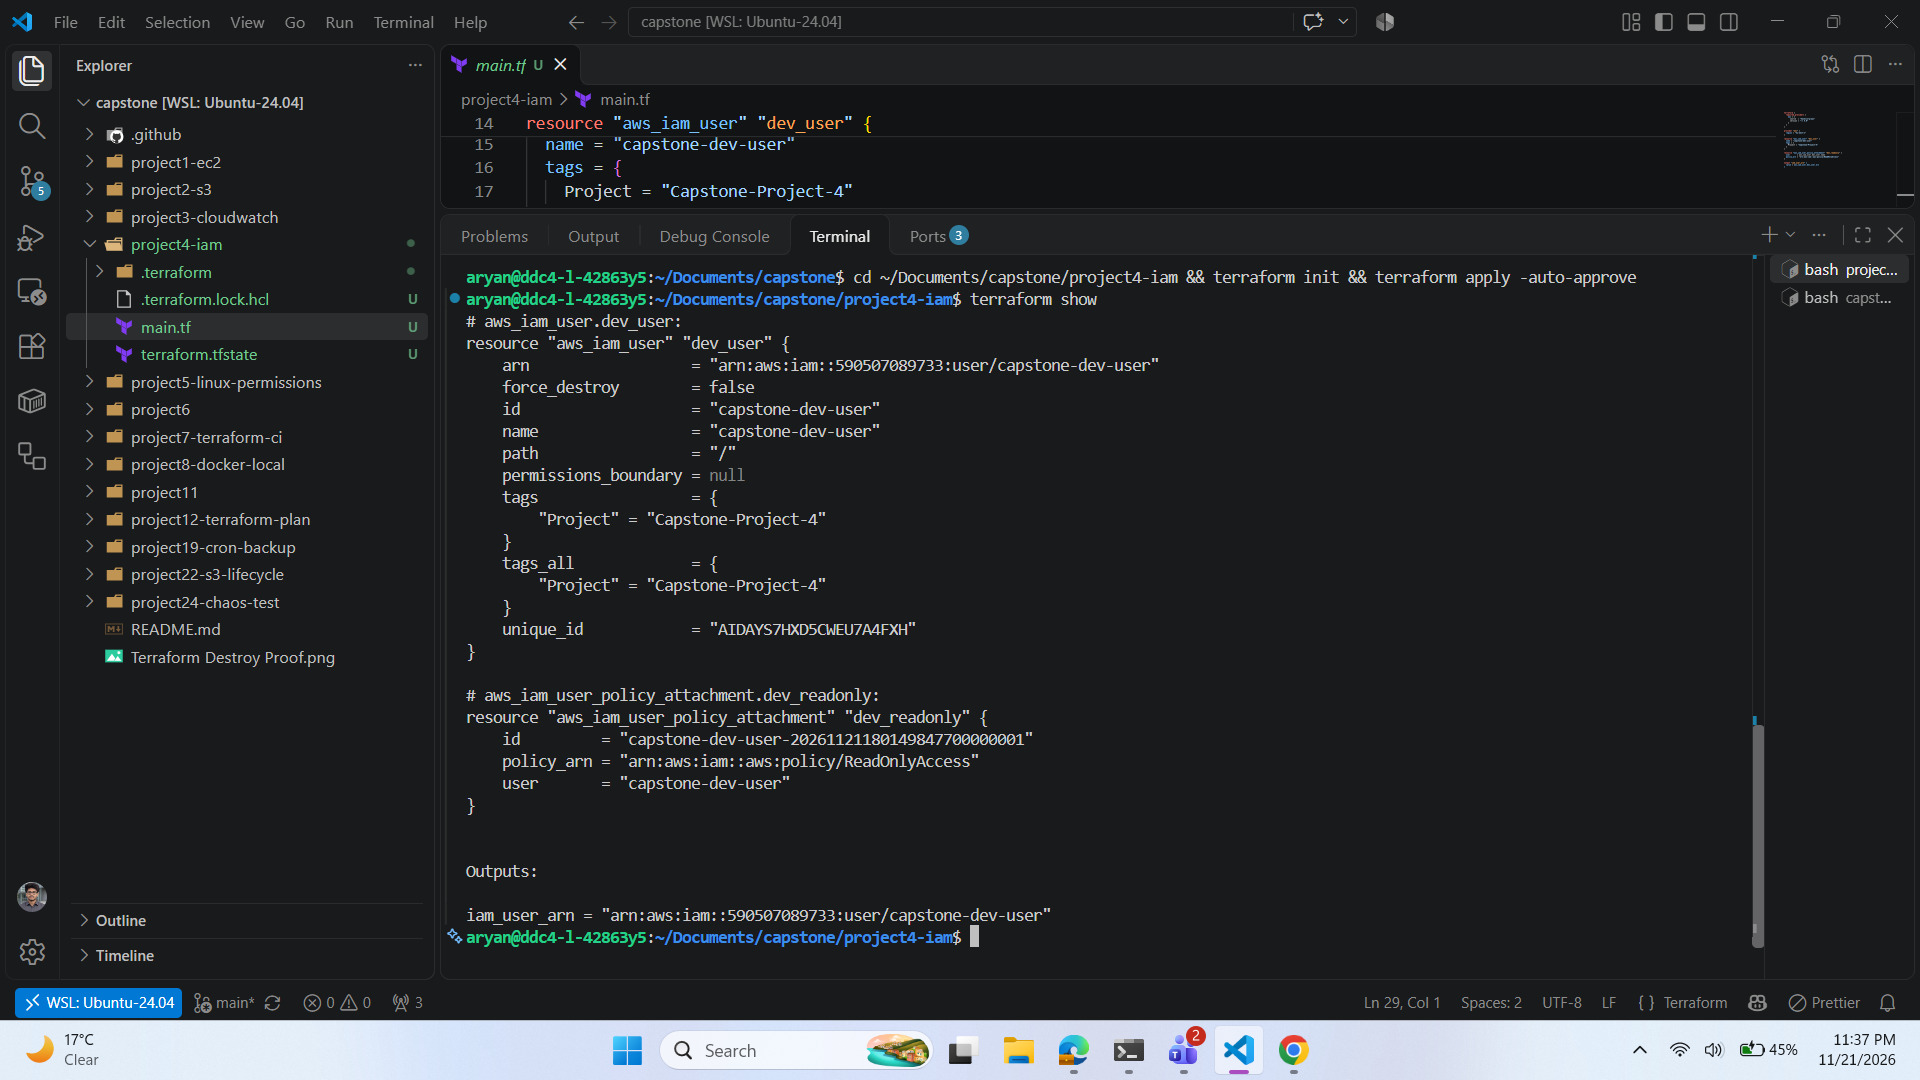 File Edit Selection View Go Run Terminal Help
capstone [WSL: Ubuntu-24.04]
Explorer
capstone [WSL: Ubuntu-24.04]
.github
project1-ec2
project2-s3
project3-cloudwatch
project4-iam
.terraform
.terraform.lock.hcl U
main.tf U
terraform.tfstate U
project5-linux-permissions
project6
project7-terraform-ci
project8-docker-local
project11
project12-terraform-plan
project19-cron-backup
project22-s3-lifecycle
project24-chaos-test
README.md
Terraform Destroy Proof.png
Outline
Timeline
5
main.tf U
project4-iam > main.tf
14 resource "aws_iam_user" "dev_user" {
15 name = "capstone-dev-user"
16 tags = {
17 Project = "Capstone-Project-4"
Problems Output Debug Console Terminal Ports 3
bash projec...
bash capst...
aryan@ddc4-l-42863y5:~/Documents/capstone$ cd ~/Documents/capstone/project4-iam && terraform init && terraform apply -auto-approve
aryan@ddc4-l-42863y5:~/Documents/capstone/project4-iam$ terraform show
# aws_iam_user.dev_user:
resource "aws_iam_user" "dev_user" {
arn = "arn:aws:iam::590507089733:user/capstone-dev-user"
force_destroy = false
id = "capstone-dev-user"
name = "capstone-dev-user"
path = "/"
permissions_boundary = null
tags = {
"Project" = "Capstone-Project-4"
}
tags_all = {
"Project" = "Capstone-Project-4"
}
unique_id = "AIDAYS7HXD5CWEU7A4FXH"
}
# aws_iam_user_policy_attachment.dev_readonly:
resource "aws_iam_user_policy_attachment" "dev_readonly" {
id = "capstone-dev-user-20261121180149847700000001"
policy_arn = "arn:aws:iam::aws:policy/ReadOnlyAccess"
user = "capstone-dev-user"
}
Outputs:
iam_user_arn = "arn:aws:iam::590507089733:user/capstone-dev-user"
aryan@ddc4-l-42863y5:~/Documents/capstone/project4-iam$
WSL: Ubuntu-24.04 main* 0 0 3
Ln 29, Col 1 Spaces: 2 UTF-8 LF { } Terraform Prettier
17°C
Clear
Search
2
45%
11:37 PM
11/21/2026